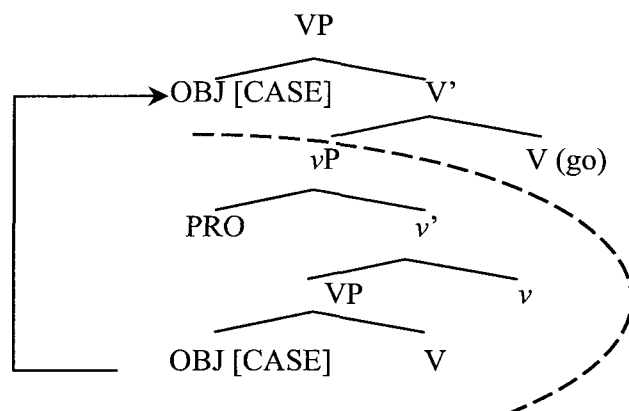 VP
OBJ [CASE] V’
vP V (go)
PRO v’
VP v
OBJ [CASE] V